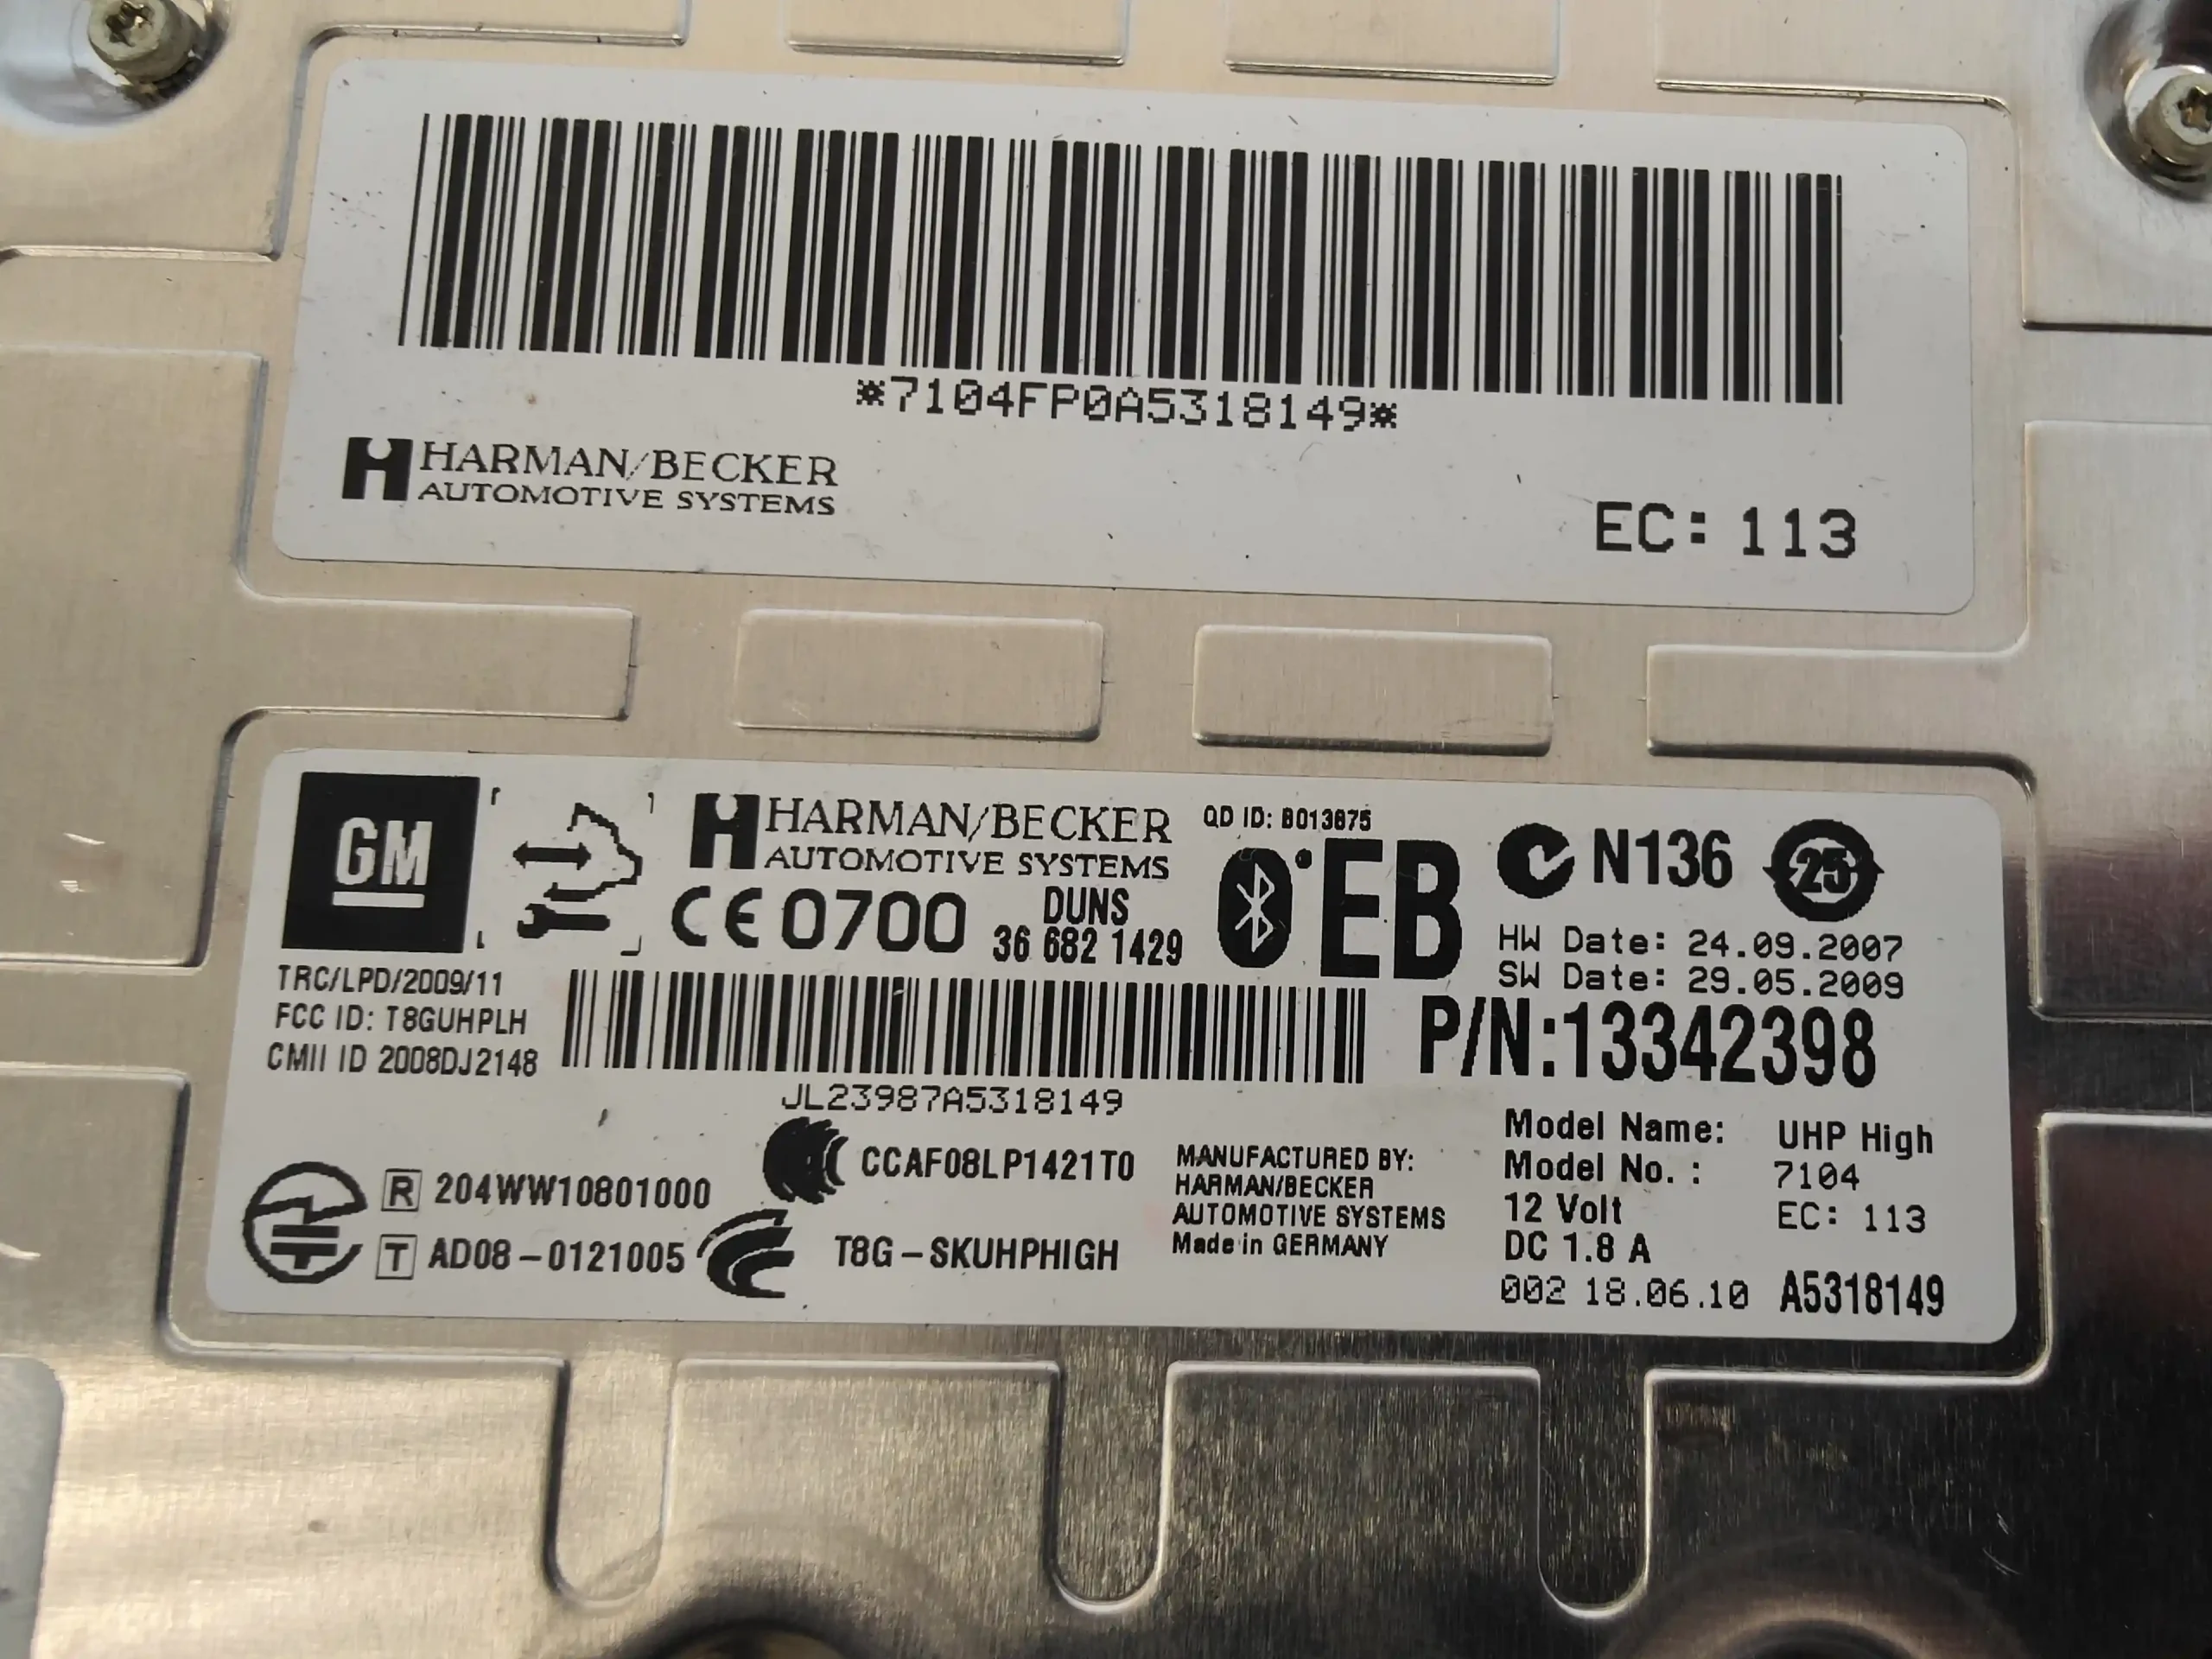 *7104FP0A5318149*
HARMAN/BECKER
AUTOMOTIVE SYSTEMS
EC: 113
GM
HARMAN/BECKER
AUTOMOTIVE SYSTEMS
CE 0700
DUNS
36 682 1429
QD ID: B013875
EB
N136
25
HW Date: 24.09.2007
SW Date: 29.05.2009
TRC/LPD/2009/11
FCC ID: T8GUHPLH
CMII ID 2008DJ2148
JL23987A5318149
P/N:13342398
R 204WW10801000
T AD08-0121005
CCAF08LP1421T0
T8G-SKUHPHIGH
MANUFACTURED BY:
HARMAN/BECKER
AUTOMOTIVE SYSTEMS
Made in GERMANY
Model Name: UHP High
Model No. : 7104
12 Volt EC: 113
DC 1.8 A
002 18.06.10 A5318149